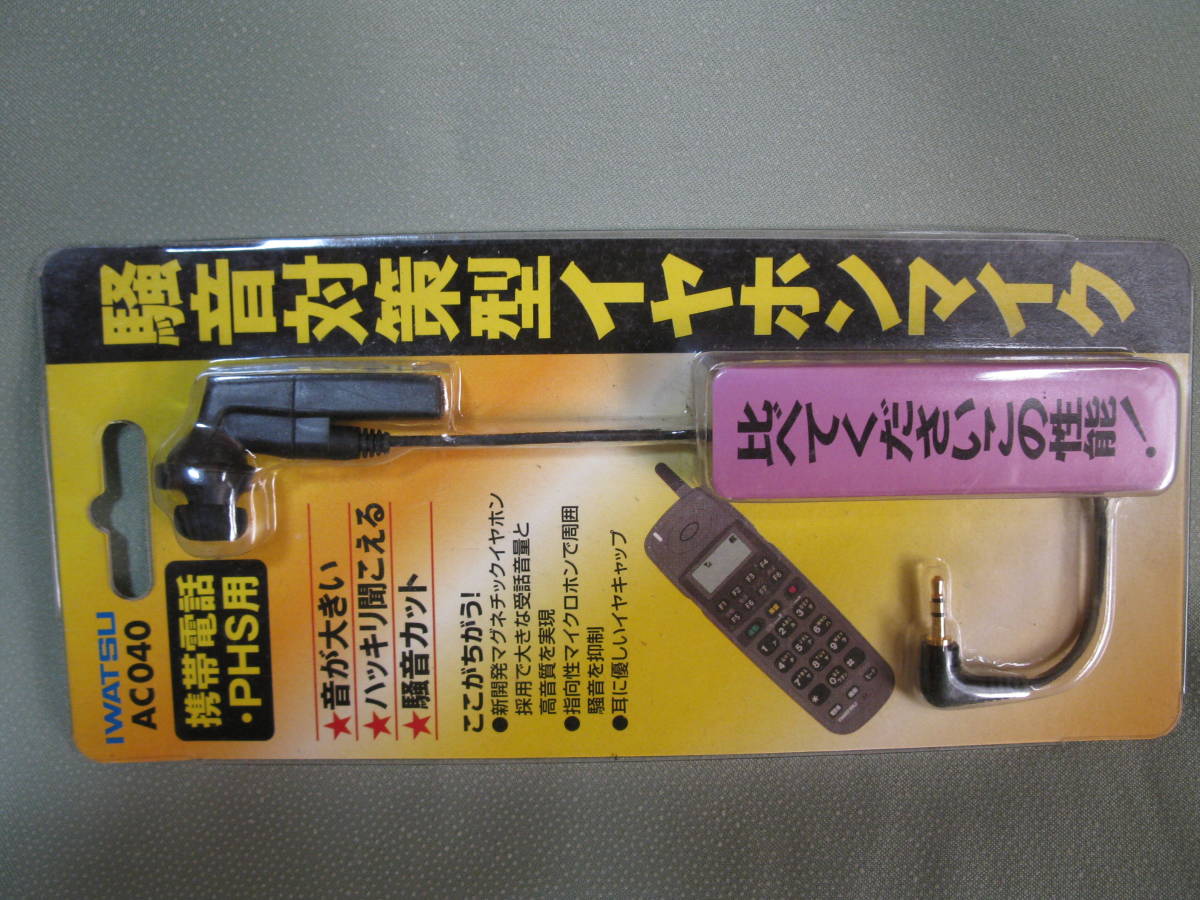 IWATSU
AC040
携帯電話
・PHS用
騒音対策型イヤホンマイク
★音が大きい
★ハッキリ聞こえる
★騒音カット
ここがちがう！
●新開発マグネチックイヤホン
採用で大きな受話音量と
高音質を実現
●指向性マイクロホンで周囲
騒音を抑制
●耳に優しいイヤキャップ
比べてくださいこの性能！